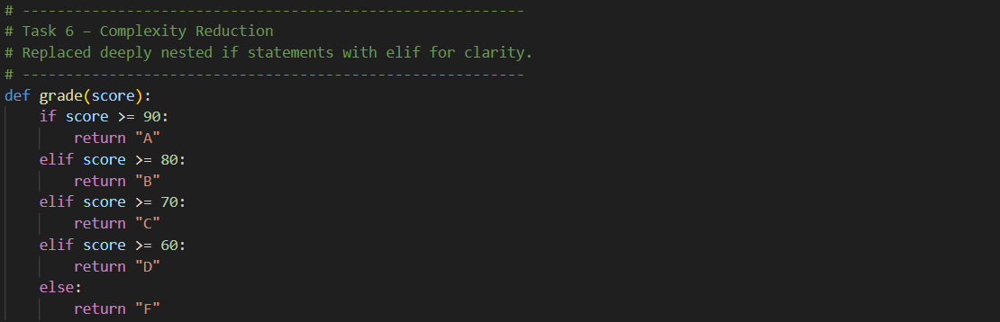 # ----------------------------------------------------------
# Task 6 – Complexity Reduction
# Replaced deeply nested if statements with elif for clarity.
# ----------------------------------------------------------
def grade(score):
    if score >= 90:
        return "A"
    elif score >= 80:
        return "B"
    elif score >= 70:
        return "C"
    elif score >= 60:
        return "D"
    else:
        return "F"